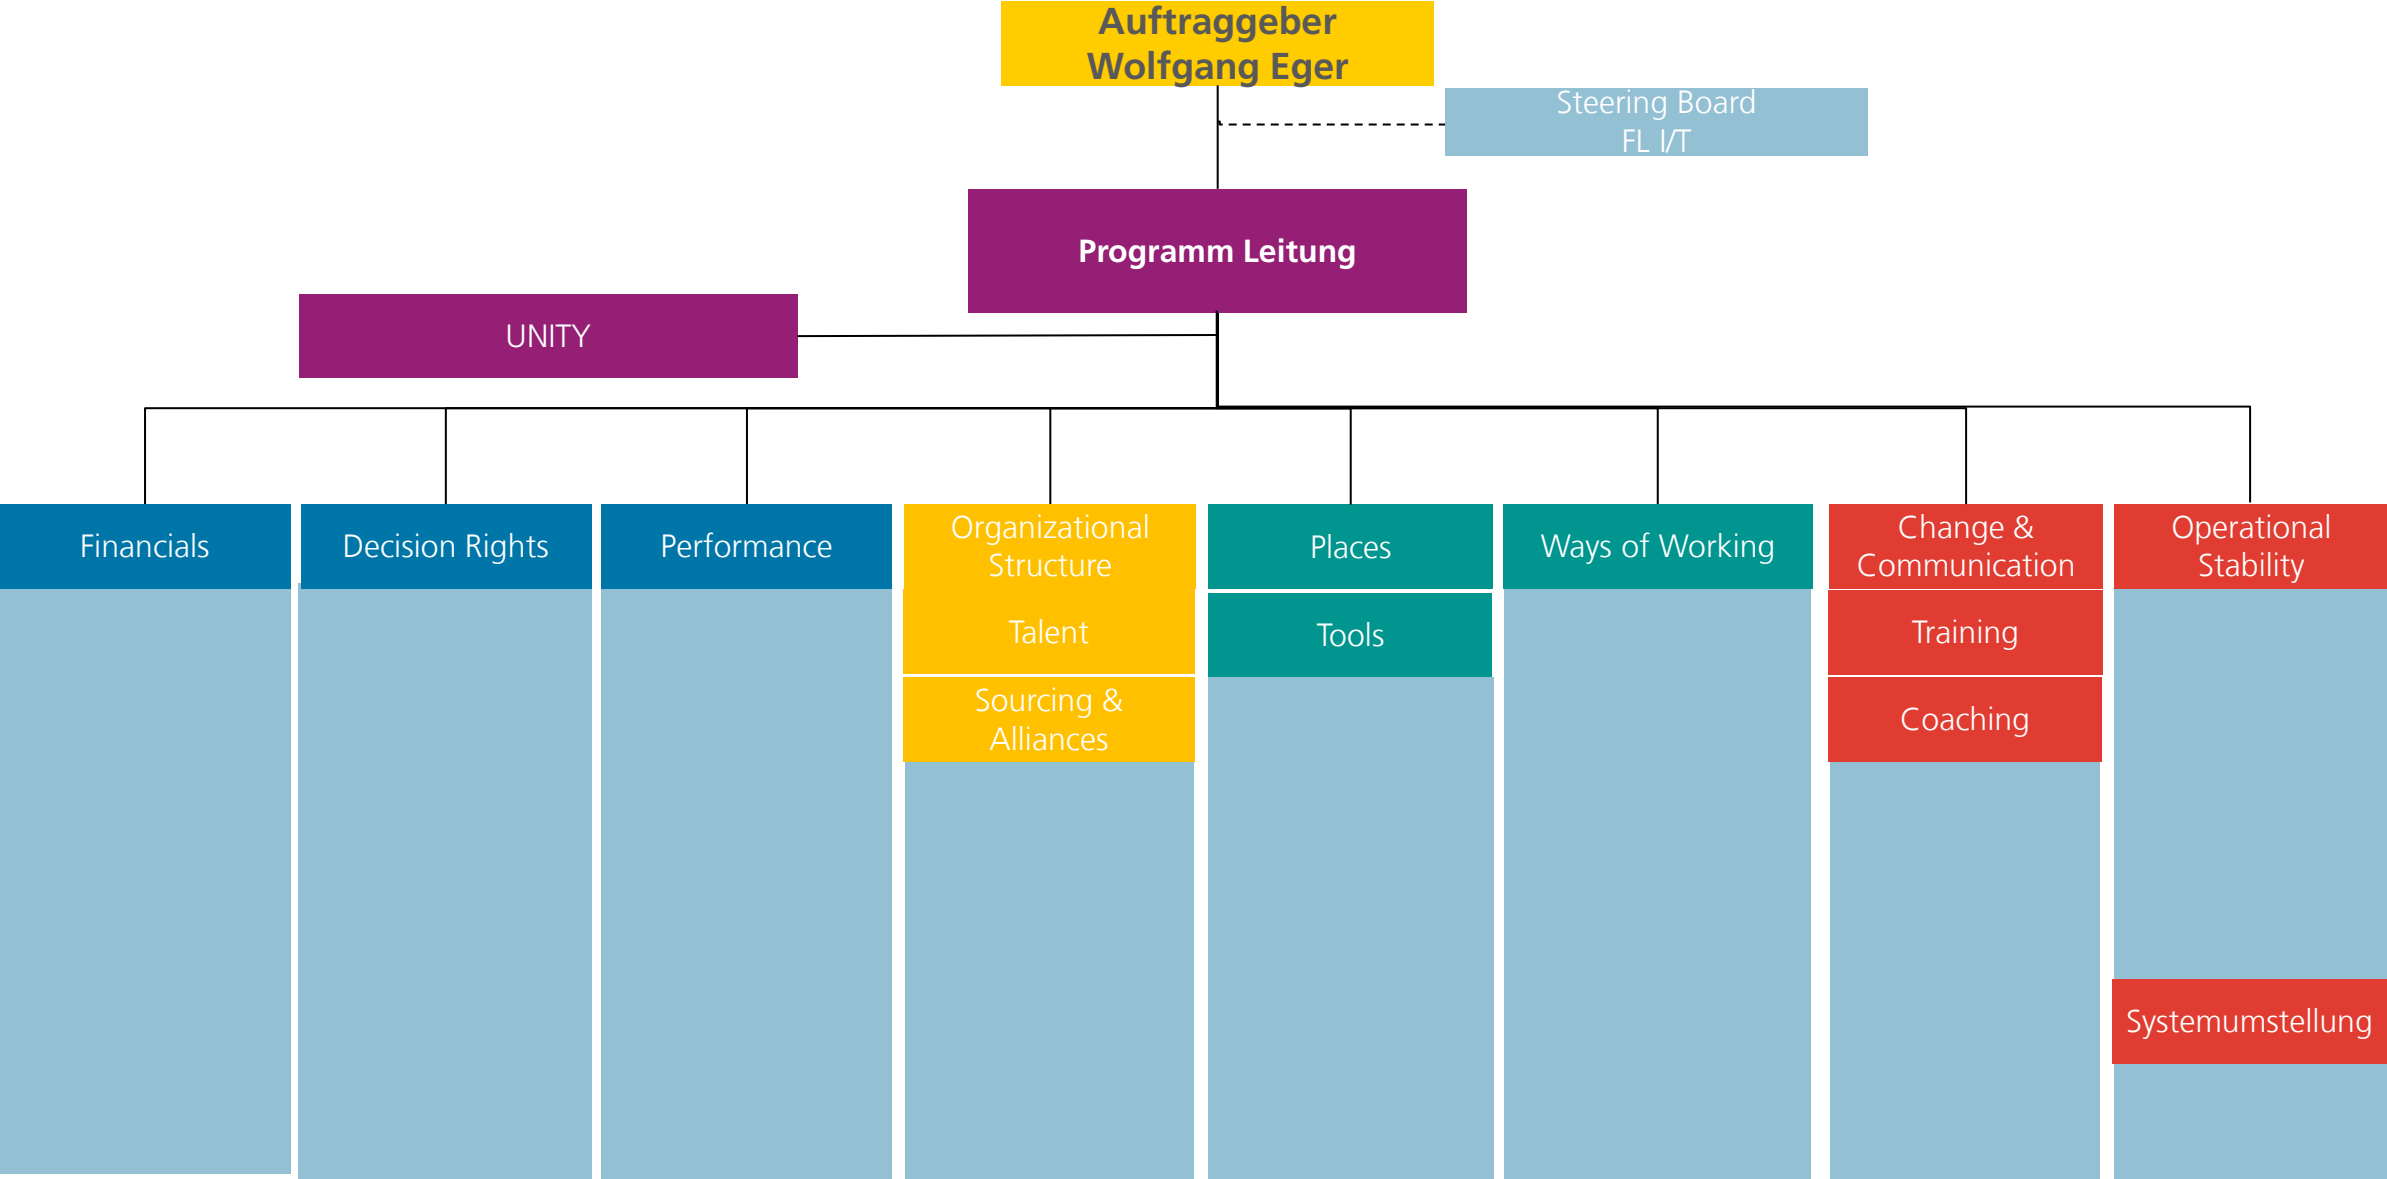 Auftraggeber
Wolfgang Eger
Steering Board
FL I/T
Programm Leitung
UNITY
Financials
Decision Rights
Performance
Organizational
Structure
Places
Ways of Working
Change &
Communication
Operational
Stability
Talent
Tools
Training
Sourcing &
Alliances
Coaching
Systemumstellung